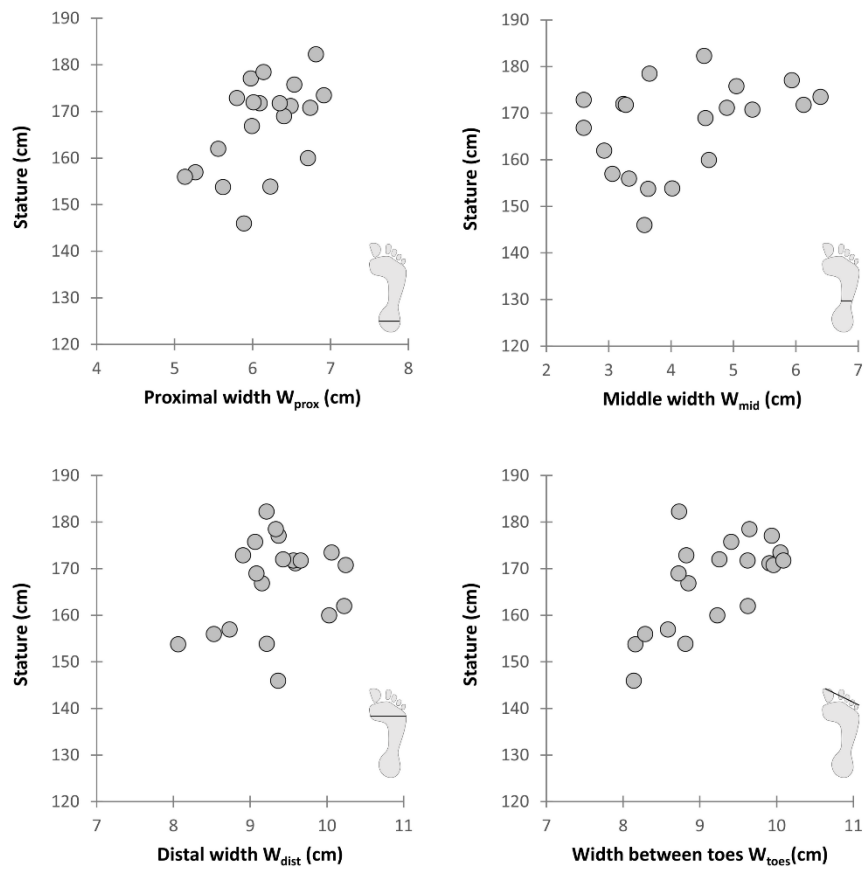 190
180
170
160
150
140
130
120
4 5 6 7 8
Stature (cm)
Proximal width Wprox (cm)
190
180
170
160
150
140
130
120
2 3 4 5 6 7
Stature (cm)
Middle width Wmid (cm)
190
180
170
160
150
140
130
120
7 8 9 10 11
Stature (cm)
Distal width Wdist (cm)
190
180
170
160
150
140
130
120
7 8 9 10 11
Stature (cm)
Width between toes Wtoes(cm)